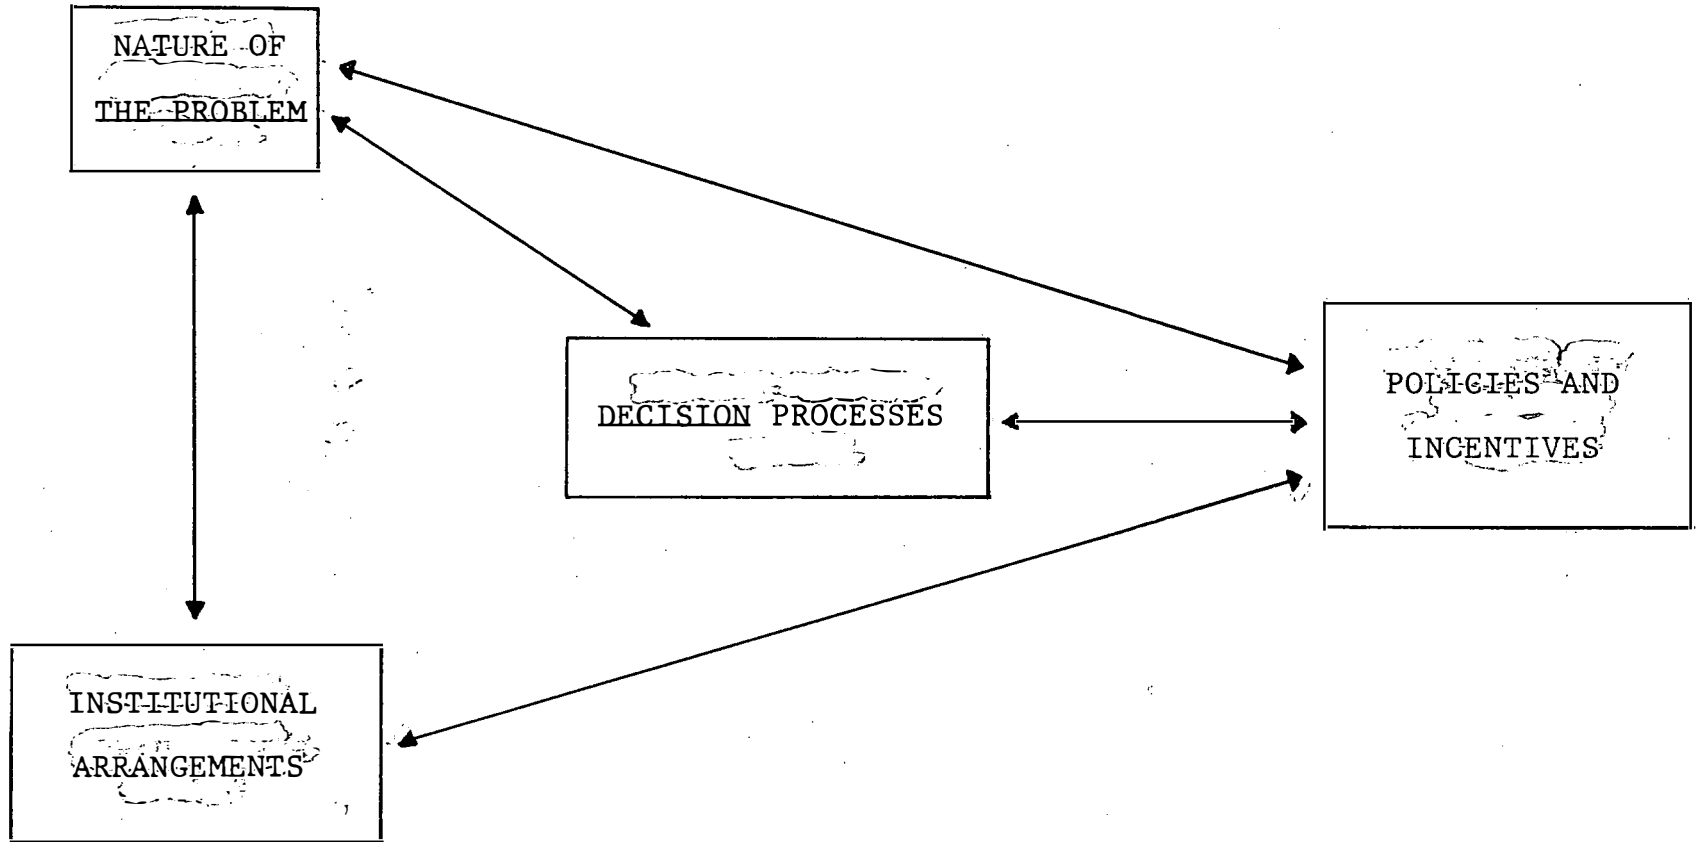 NATURE OF
THE PROBLEM
DECISION PROCESSES
POLICIES AND
INCENTIVES
INSTITUTIONAL
ARRANGEMENTS